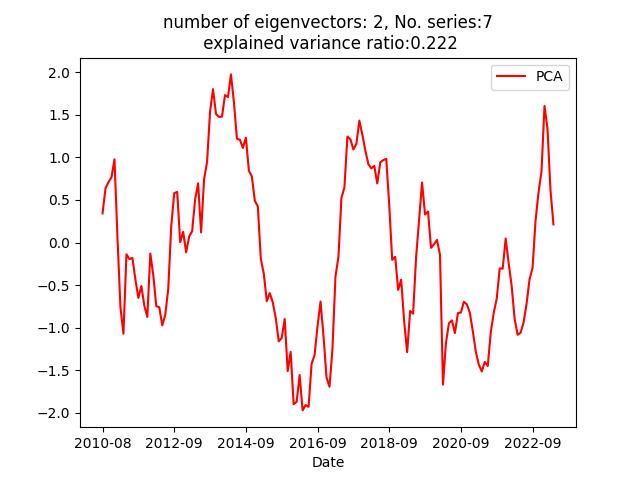 number of eigenvectors: 2, No. series:7
explained variance ratio:0.222
PCA
2.0
1.5
1.0
0.5
0.0
−0.5
−1.0
−1.5
−2.0
2010-08 2012-09 2014-09 2016-09 2018-09 2020-09 2022-09
Date